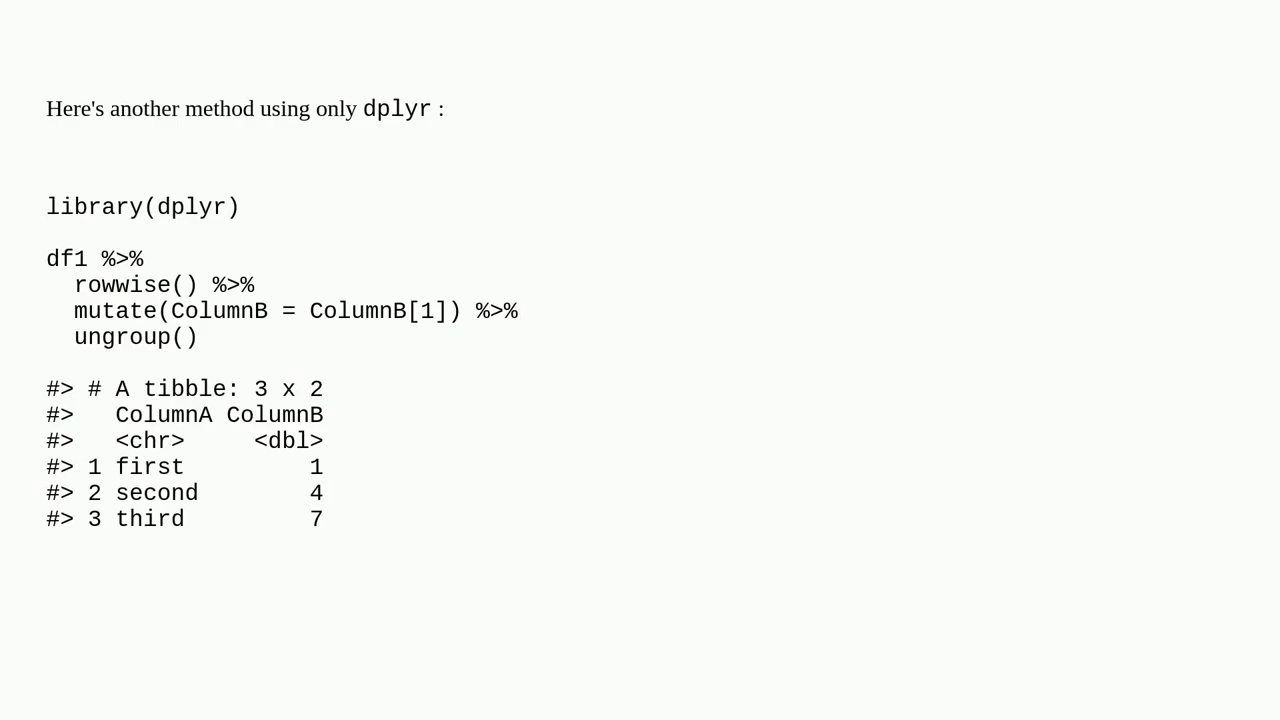 Here's another method using only dplyr :
library(dplyr)
df1 %>%
  rowwise() %>%
  mutate(ColumnB = ColumnB[1]) %>%
  ungroup()
#> # A tibble: 3 x 2
#>   ColumnA ColumnB
#>   <chr>     <dbl>
#> 1 first         1
#> 2 second        4
#> 3 third         7